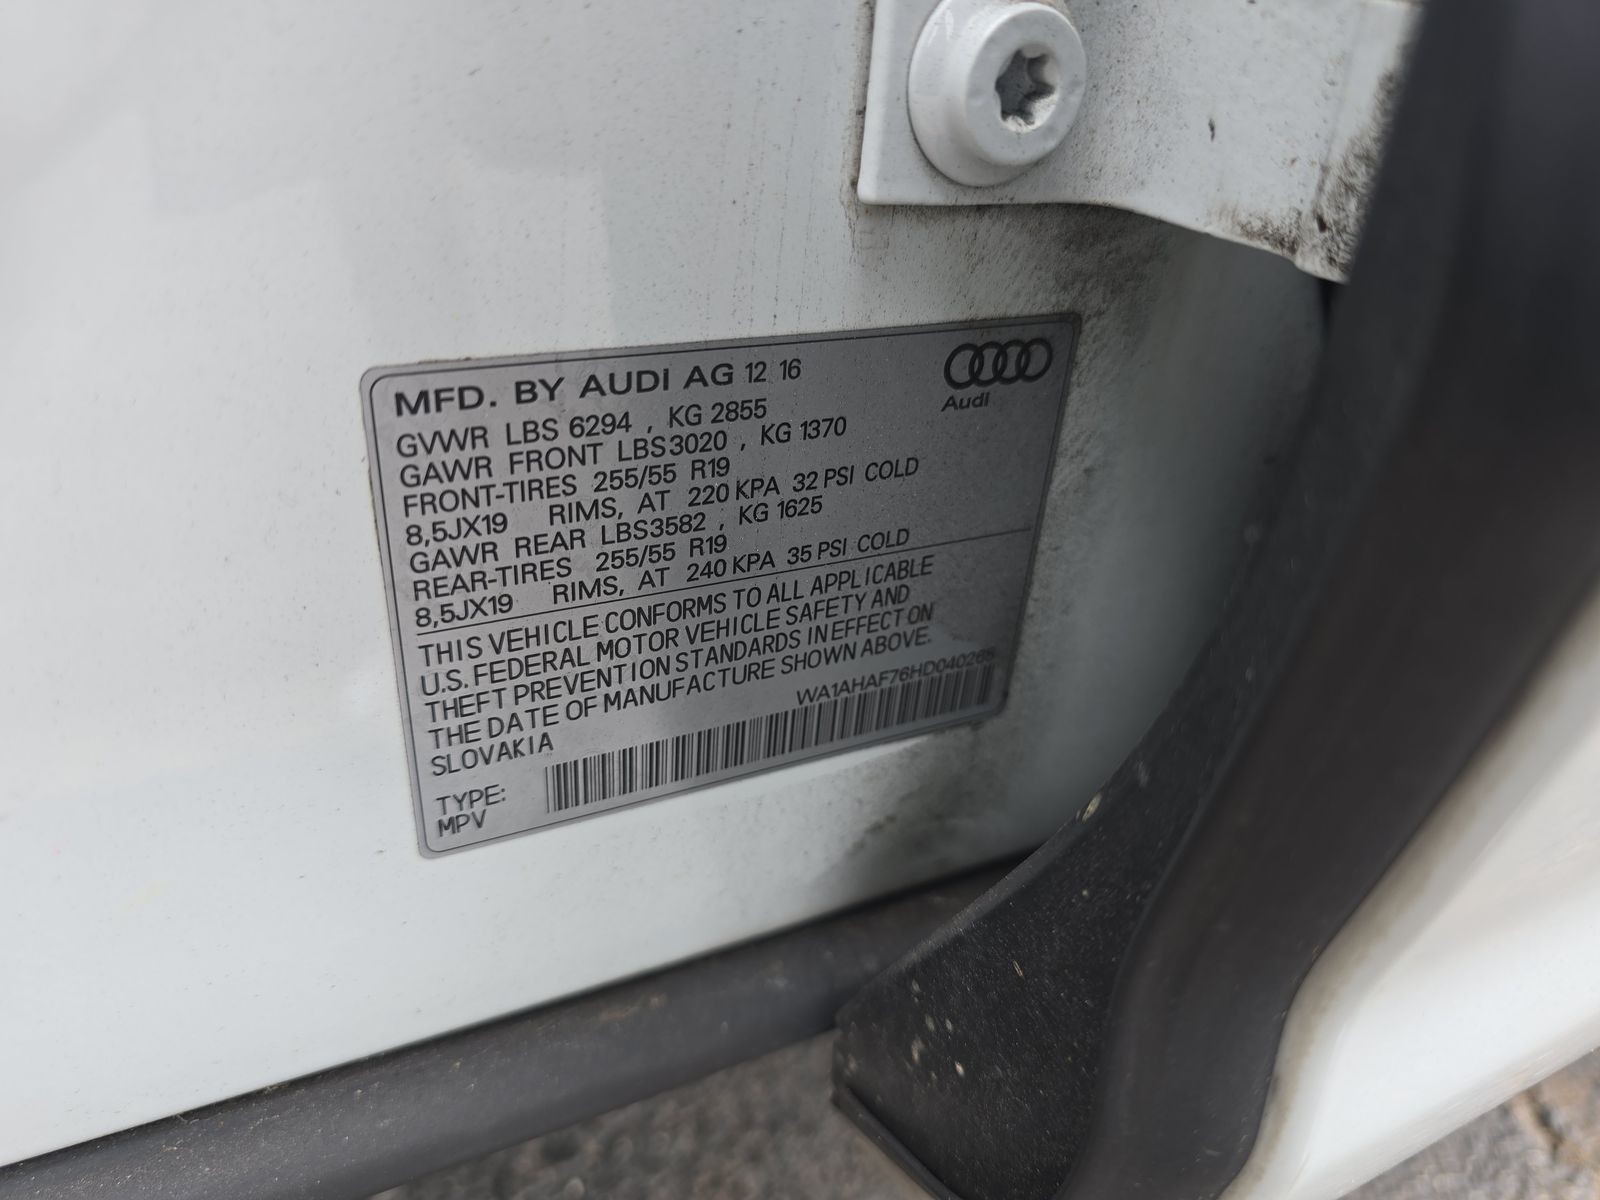 MFD. BY AUDI AG 12 16
Audi
GVWR LBS 6294 , KG 2855
GAWR FRONT LBS3020 , KG 1370
FRONT-TIRES 255/55 R19
8,5JX19 RIMS, AT 220 KPA 32 PSI COLD
GAWR REAR LBS3582 , KG 1625
REAR-TIRES 255/55 R19
8,5JX19 RIMS, AT 240 KPA 35 PSI COLD
THIS VEHICLE CONFORMS TO ALL APPLICABLE
U.S. FEDERAL MOTOR VEHICLE SAFETY AND
THEFT PREVENTION STANDARDS IN EFFECT ON
THE DATE OF MANUFACTURE SHOWN ABOVE.
SLOVAKIA
WA1AHAF76HD040268
TYPE:
MPV